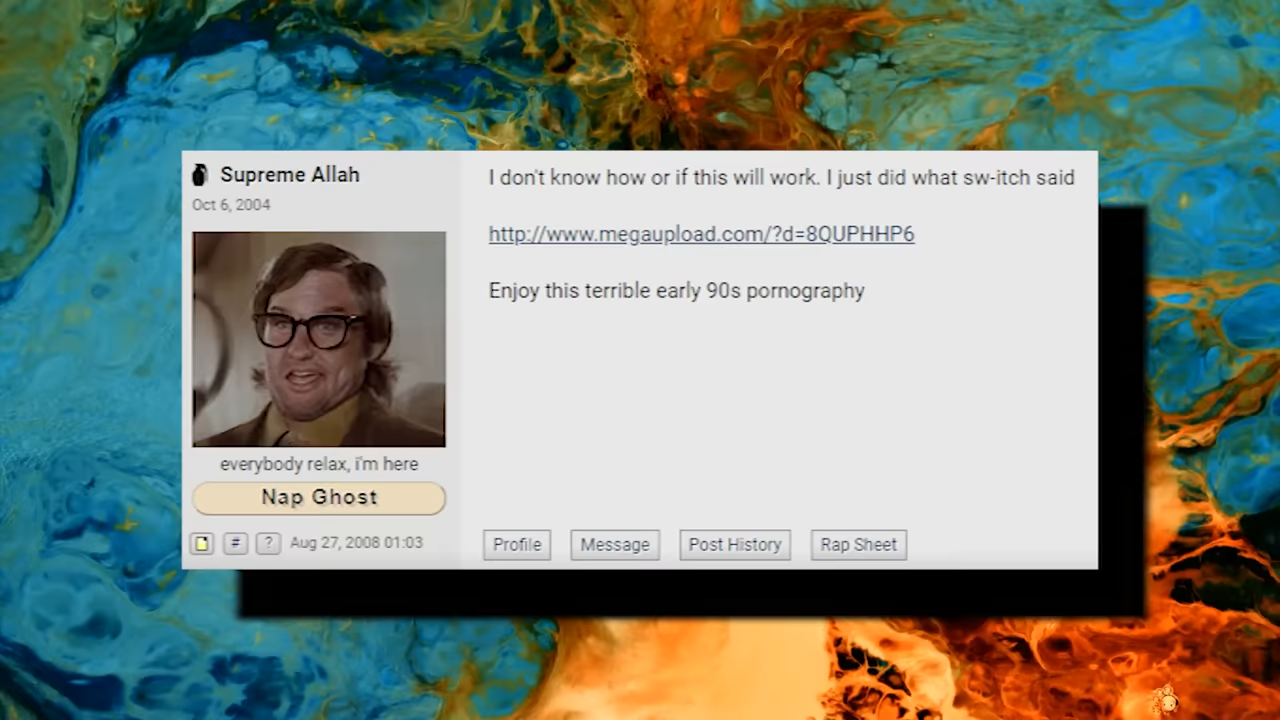 Supreme Allah
Oct 6, 2004
everybody relax, i'm here
Nap Ghost
# ? Aug 27, 2008 01:03
I don't know how or if this will work. I just did what sw-itch said
http://www.megaupload.com/?d=8QUPHHP6
Enjoy this terrible early 90s pornography
Profile Message Post History Rap Sheet